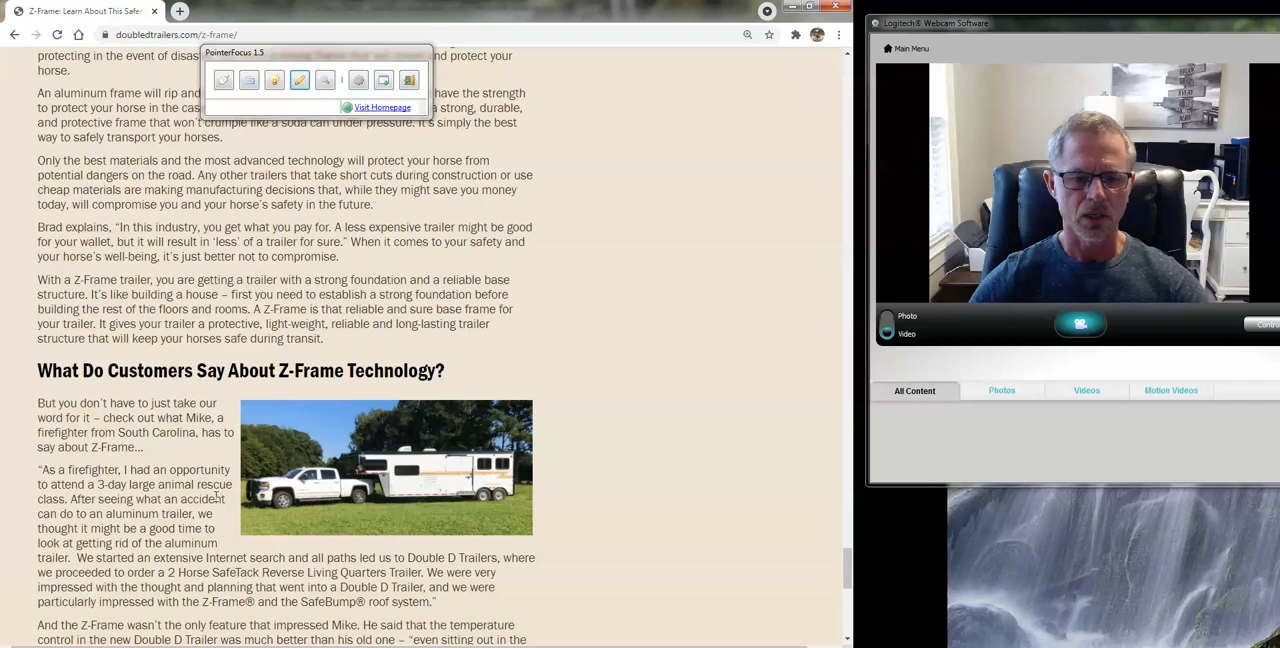 Z-Frame: Learn About This Safer
doubledtrailers.com/z-frame/
PointerFocus 1.5
Visit Homepage
Logitech® Webcam Software
Main Menu
protecting in the event of disas
and protect your
horse.
An aluminum frame will rip and
have the strength
to protect your horse in the cas
a strong, durable,
and protective frame that won't crumple like a soda can under pressure. It's simply the best
way to safely transport your horses.
Only the best materials and the most advanced technology will protect your horse from
potential dangers on the road. Any other trailers that take short cuts during construction or use
cheap materials are making manufacturing decisions that, while they might save you money
today, will compromise you and your horse's safety in the future.
Brad explains, “In this industry, you get what you pay for. A less expensive trailer might be good
for your wallet, but it will result in ‘less’ of a trailer for sure.” When it comes to your safety and
your horse's well-being, it's just better not to compromise.
With a Z-Frame trailer, you are getting a trailer with a strong foundation and a reliable base
structure. It's like building a house – first you need to establish a strong foundation before
building the rest of the floors and rooms. A Z-Frame is that reliable and sure base frame for
your trailer. It gives your trailer a protective, light-weight, reliable and long-lasting trailer
structure that will keep your horses safe during transit.
What Do Customers Say About Z-Frame Technology?
But you don't have to just take our
word for it – check out what Mike, a
firefighter from South Carolina, has to
say about Z-Frame...
“As a firefighter, I had an opportunity
to attend a 3-day large animal rescue
class. After seeing what an accident
can do to an aluminum trailer, we
thought it might be a good time to
look at getting rid of the aluminum
trailer.  We started an extensive Internet search and all paths led us to Double D Trailers, where
we proceeded to order a 2 Horse SafeTack Reverse Living Quarters Trailer. We were very
impressed with the thought and planning that went into a Double D Trailer, and we were
particularly impressed with the Z-Frame® and the SafeBump® roof system.”
And the Z-Frame wasn't the only feature that impressed Mike. He said that the temperature
control in the new Double D Trailer was much better than his old one – “even sitting out in the
Photo
Video
Contro
All Content
Photos
Videos
Motion Videos